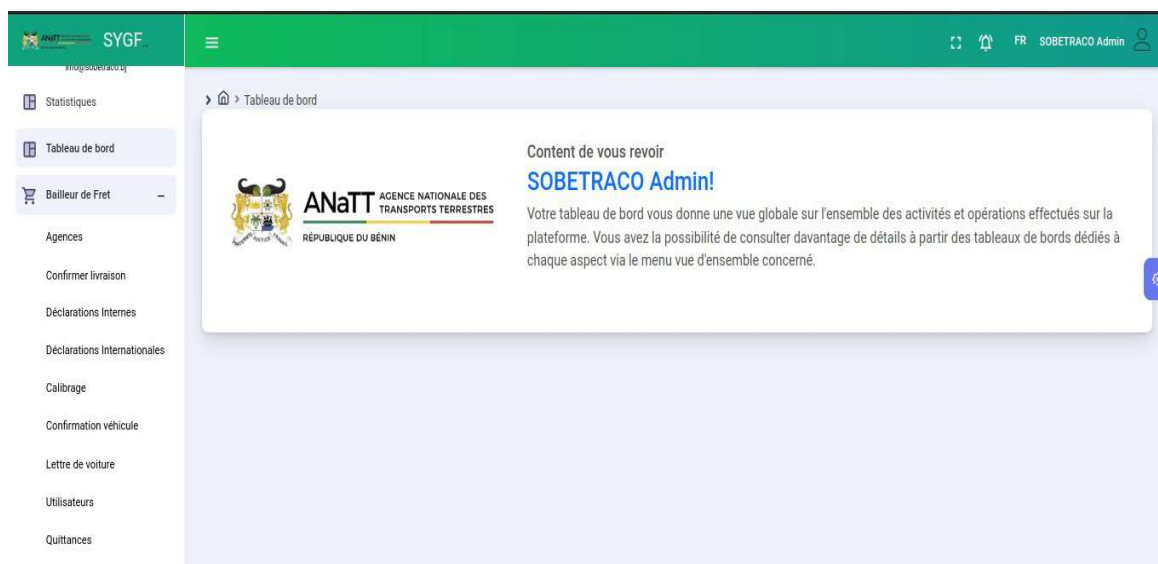 ANaTT SYGF
FR SOBETRACO Admin
info@sobetraco.bj
Statistiques
Tableau de bord
Bailleur de Fret
Agences
Confirmer livraison
Déclarations Internes
Déclarations Internationales
Calibrage
Confirmation véhicule
Lettre de voiture
Utilisateurs
Quittances
> > Tableau de bord
ANaTT AGENCE NATIONALE DES
TRANSPORTS TERRESTRES
RÉPUBLIQUE DU BÉNIN
Content de vous revoir
SOBETRACO Admin!
Votre tableau de bord vous donne une vue globale sur l'ensemble des activités et opérations effectués sur la
plateforme. Vous avez la possibilité de consulter davantage de détails à partir des tableaux de bords dédiés à
chaque aspect via le menu vue d'ensemble concerné.